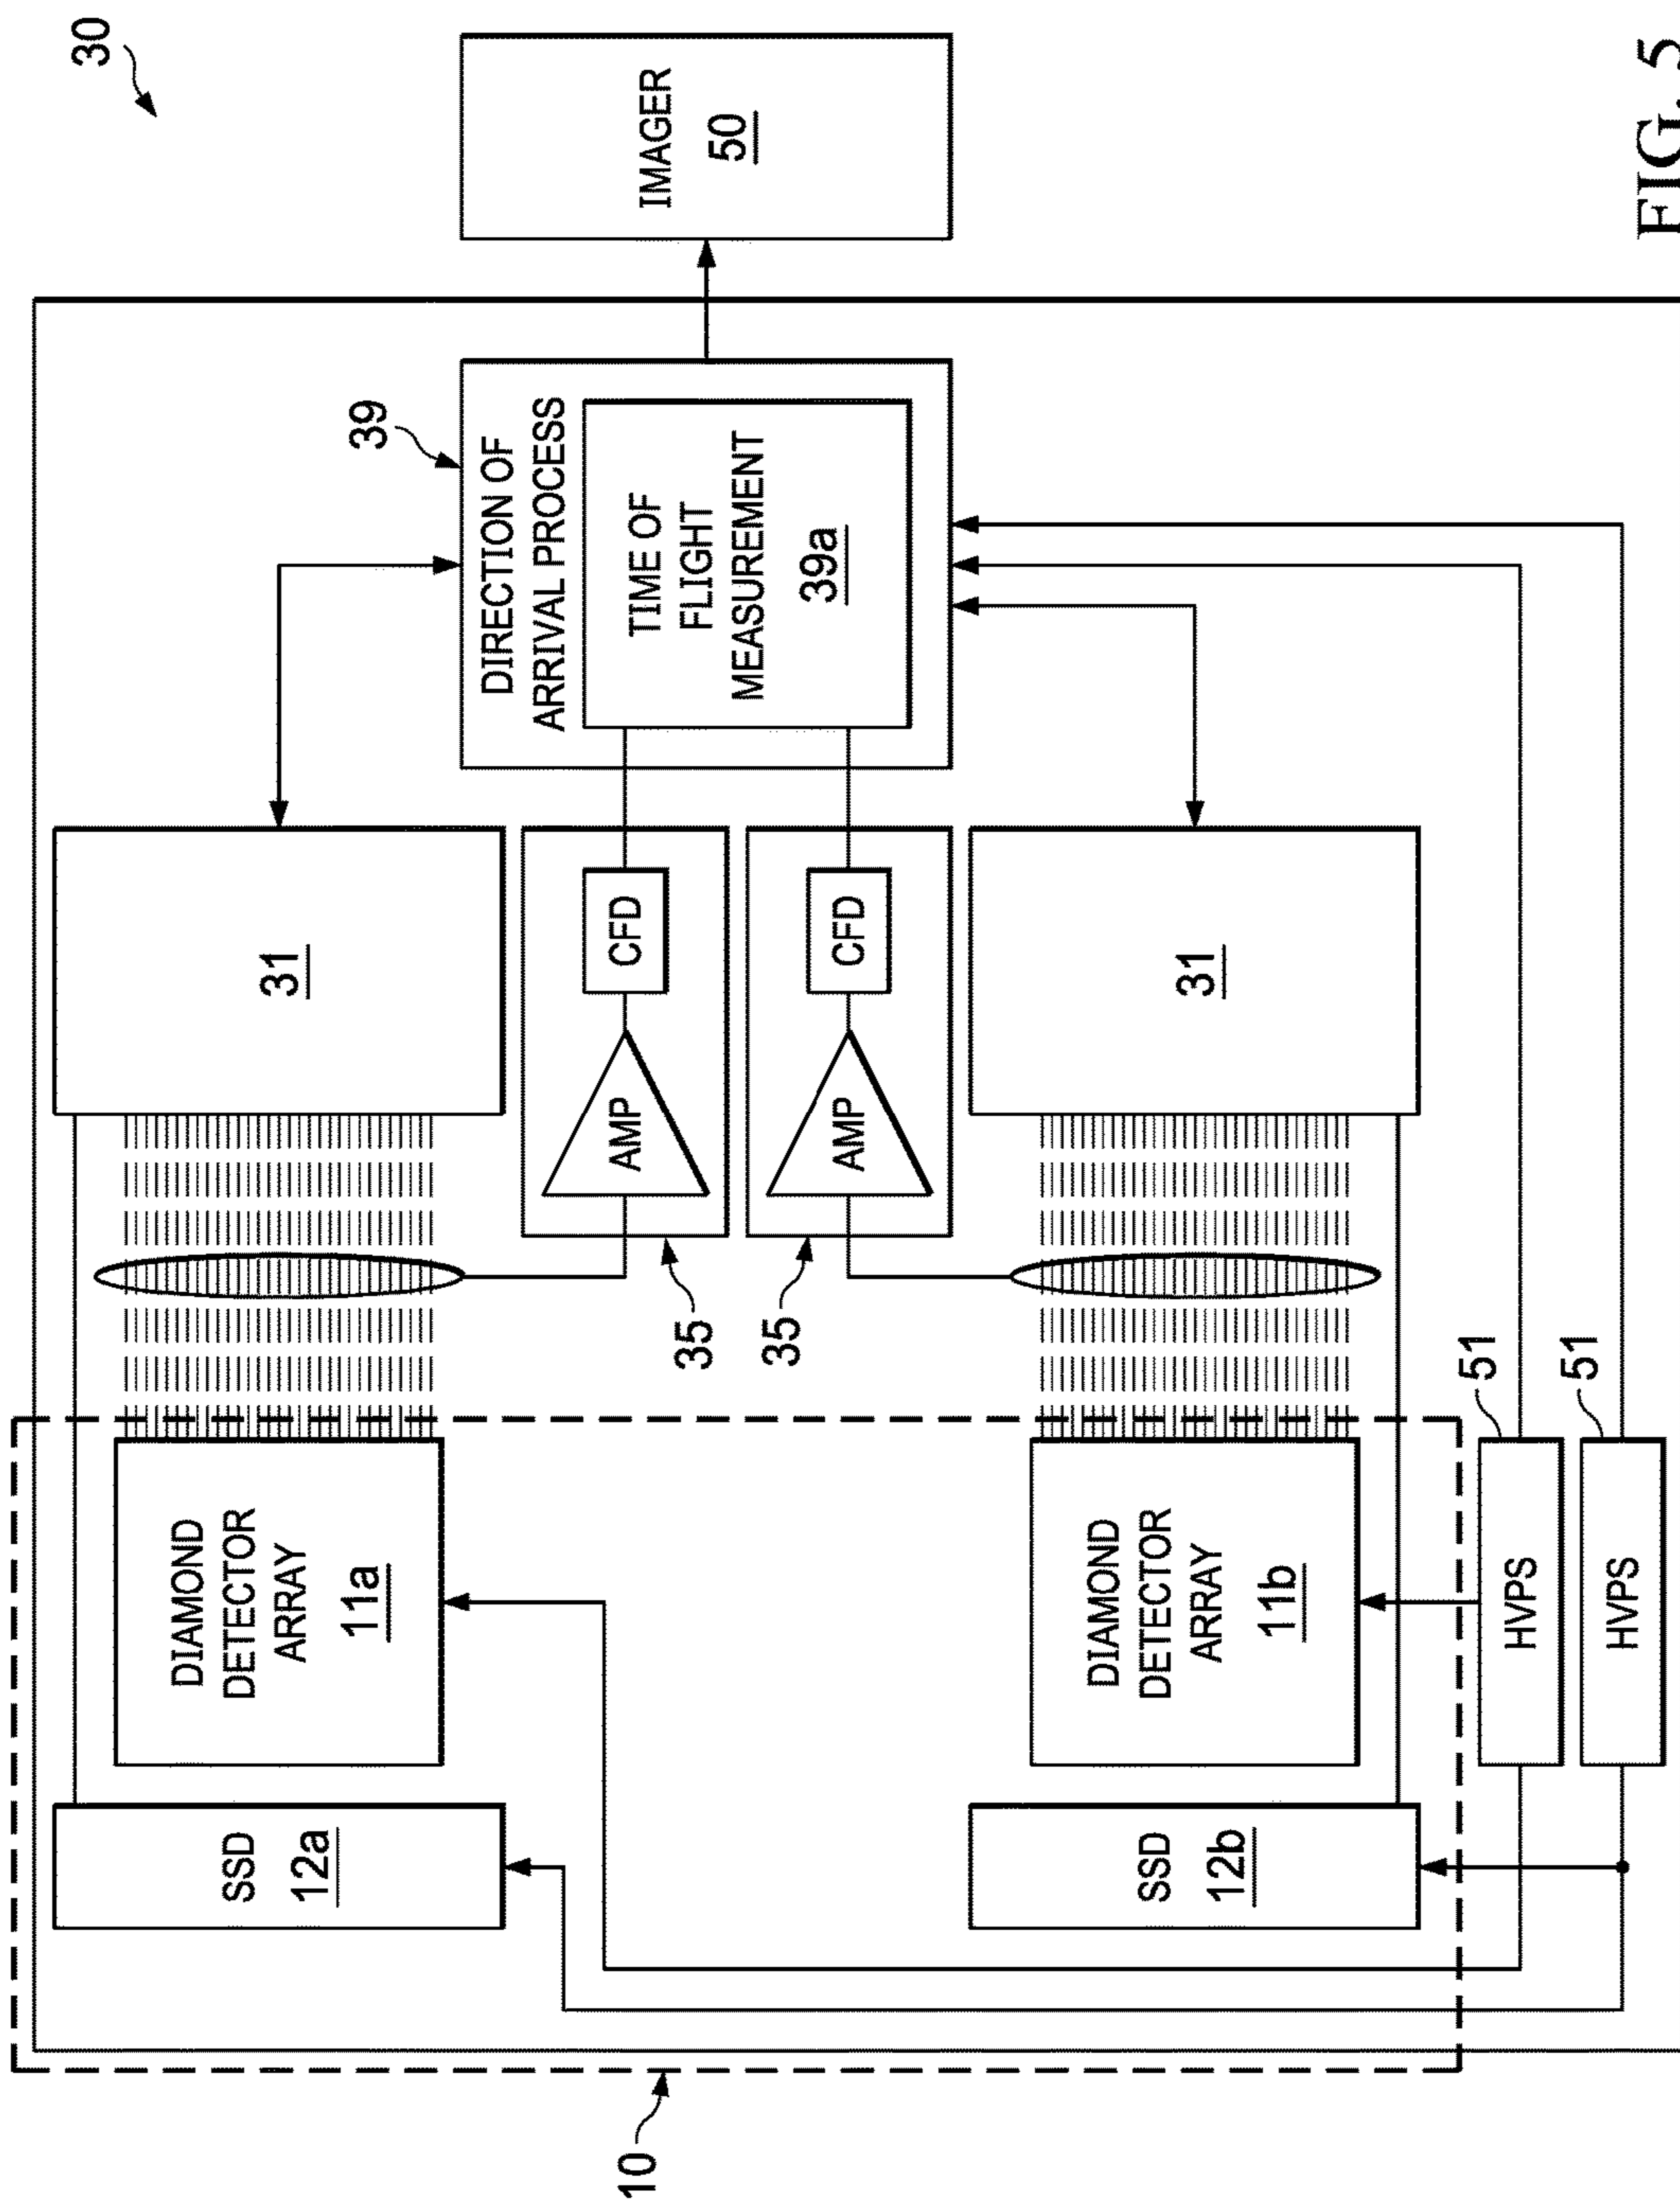 30
10
SSD
12a
DIAMOND
DETECTOR
ARRAY
11a
31
35
AMP
CFD
39
DIRECTION OF
ARRIVAL PROCESS
TIME OF
FLIGHT
MEASUREMENT
39a
IMAGER
50
35
AMP
CFD
SSD
12b
DIAMOND
DETECTOR
ARRAY
11b
31
HVPS
51
HVPS
51
FIG. 5